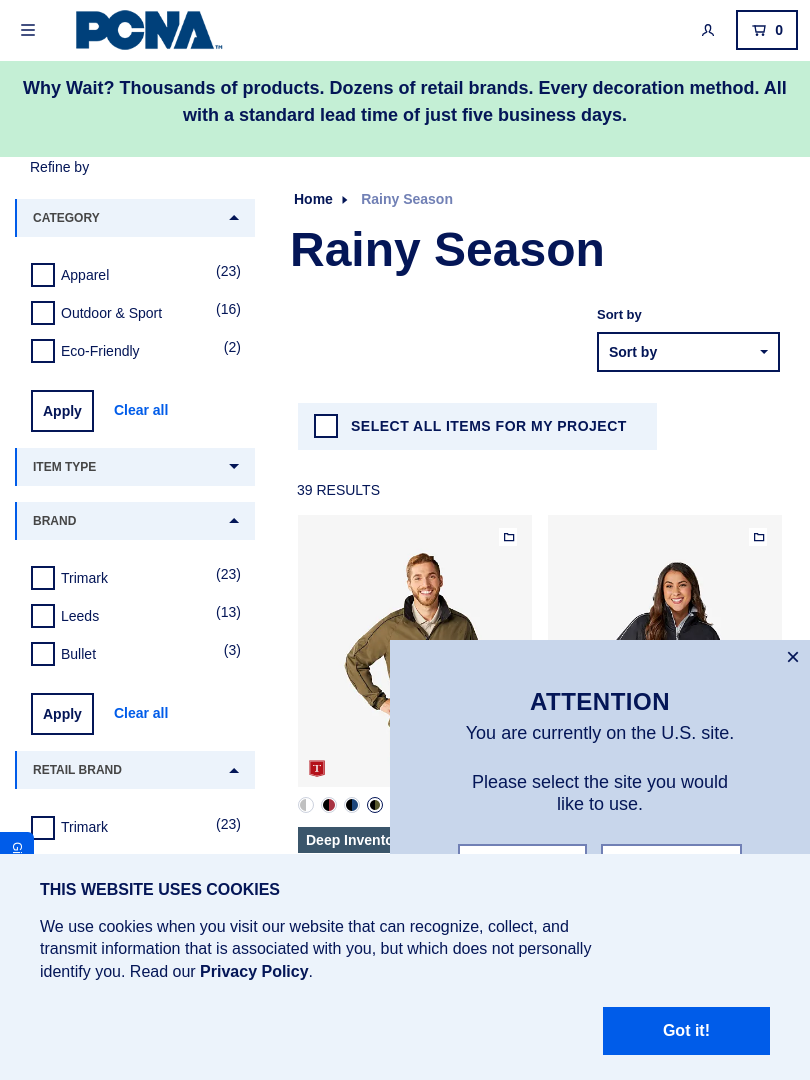 PCNA
TM
0
Why Wait? Thousands of products. Dozens of retail brands. Every decoration method. All
with a standard lead time of just five business days.
Refine by
CATEGORY
Apparel (23)
Outdoor & Sport (16)
Eco-Friendly (2)
Apply Clear all
ITEM TYPE
BRAND
Trimark (23)
Leeds (13)
Bullet (3)
Apply Clear all
RETAIL BRAND
Trimark (23)
Home Rainy Season
Rainy Season
Sort by
Sort by
SELECT ALL ITEMS FOR MY PROJECT
39 RESULTS
T
ATTENTION
You are currently on the U.S. site.
Please select the site you would
like to use.
THIS WEBSITE USES COOKIES
We use cookies when you visit our website that can recognize, collect, and
transmit information that is associated with you, but which does not personally
identify you. Read our Privacy Policy.
Got it!
Deep Invento